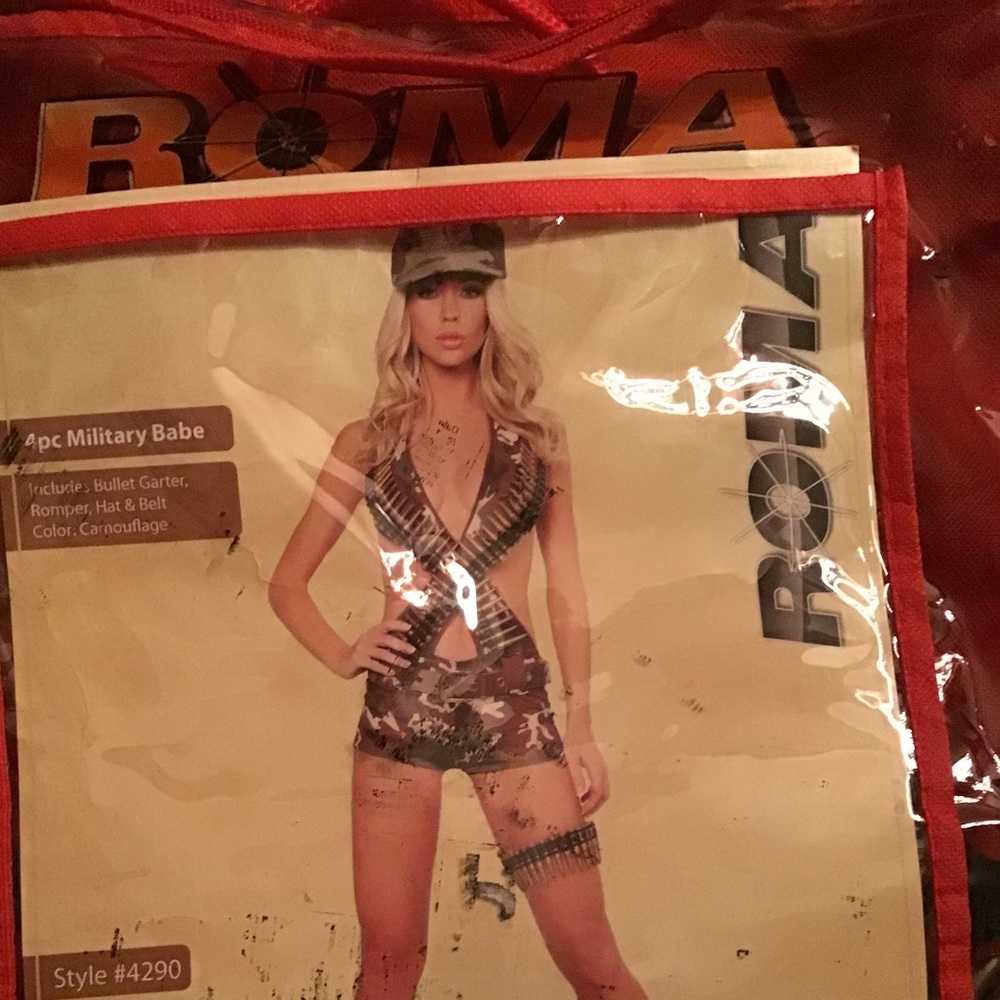 ROMA
ROMA
4pc Military Babe
Includes Bullet Garter,
Romper, Hat & Belt
Color: Camouflage
Style #4290